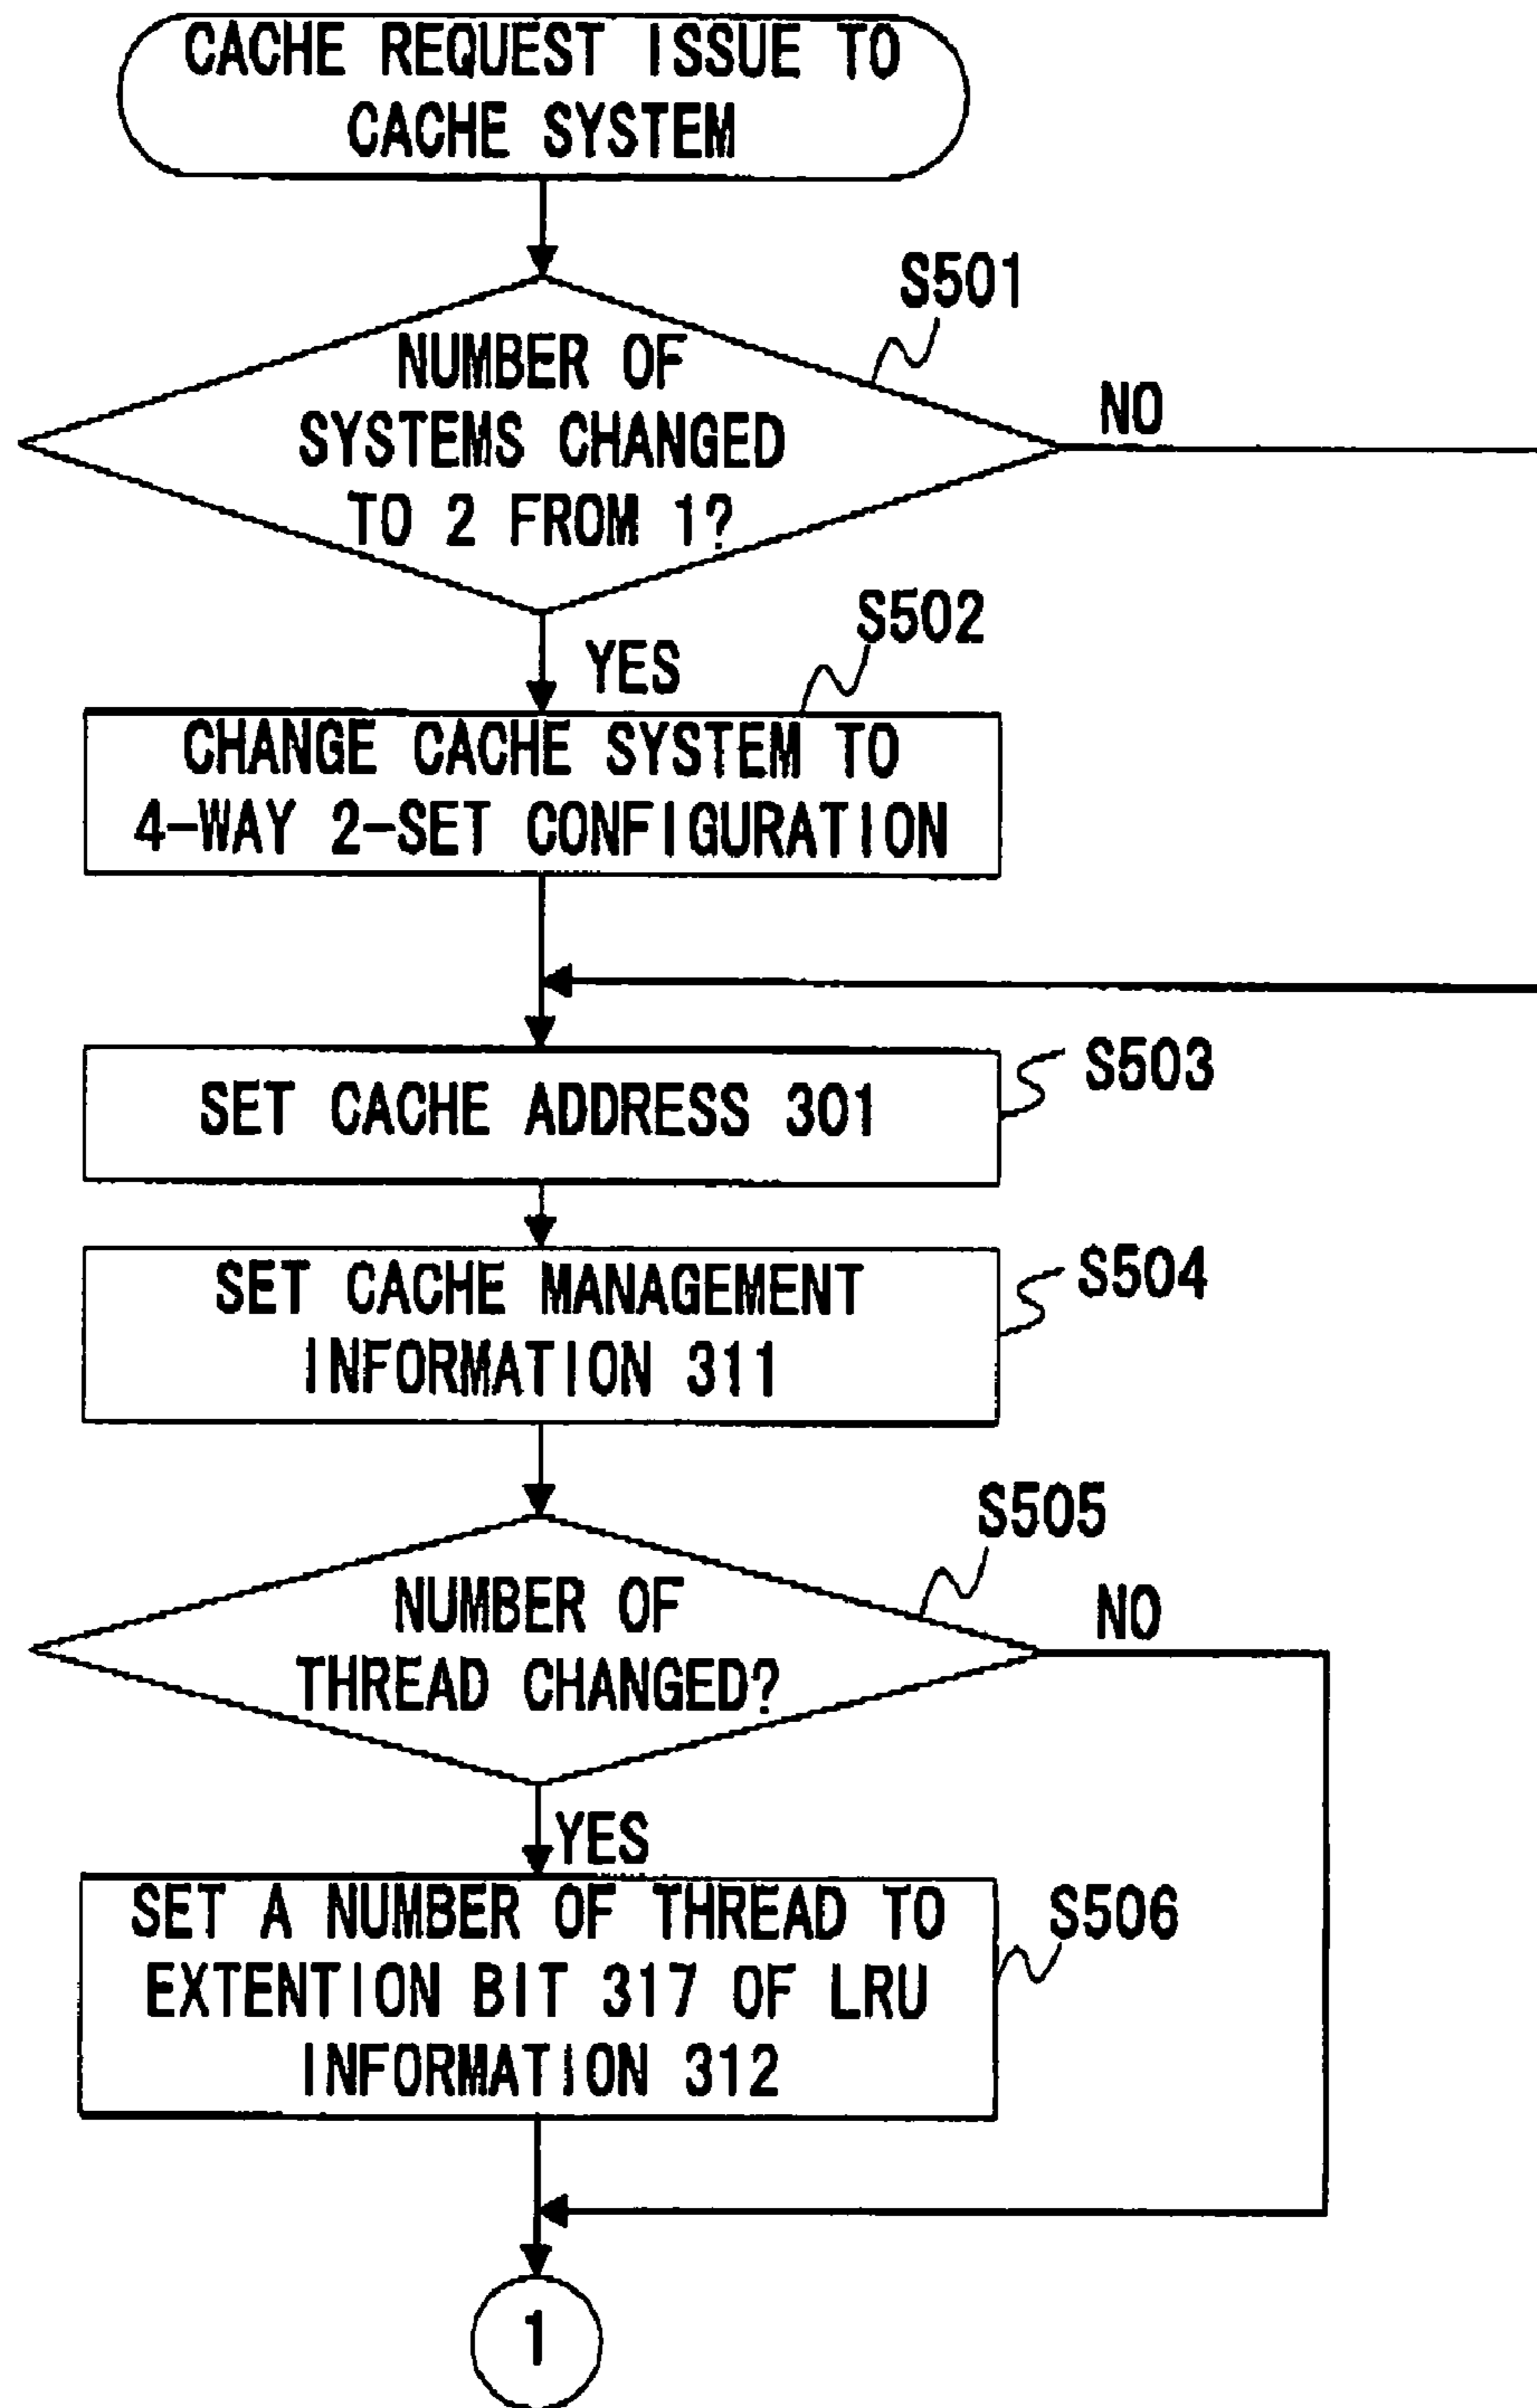 CACHE REQUEST ISSUE TO
CACHE SYSTEM
S501
NUMBER OF
SYSTEMS CHANGED
TO 2 FROM 1?
NO
S502
YES
CHANGE CACHE SYSTEM TO
4-WAY 2-SET CONFIGURATION
S503
SET CACHE ADDRESS 301
S504
SET CACHE MANAGEMENT
INFORMATION 311
S505
NUMBER OF
THREAD CHANGED?
NO
YES
SET A NUMBER OF THREAD TO
EXTENTION BIT 317 OF LRU
INFORMATION 312
S506
1